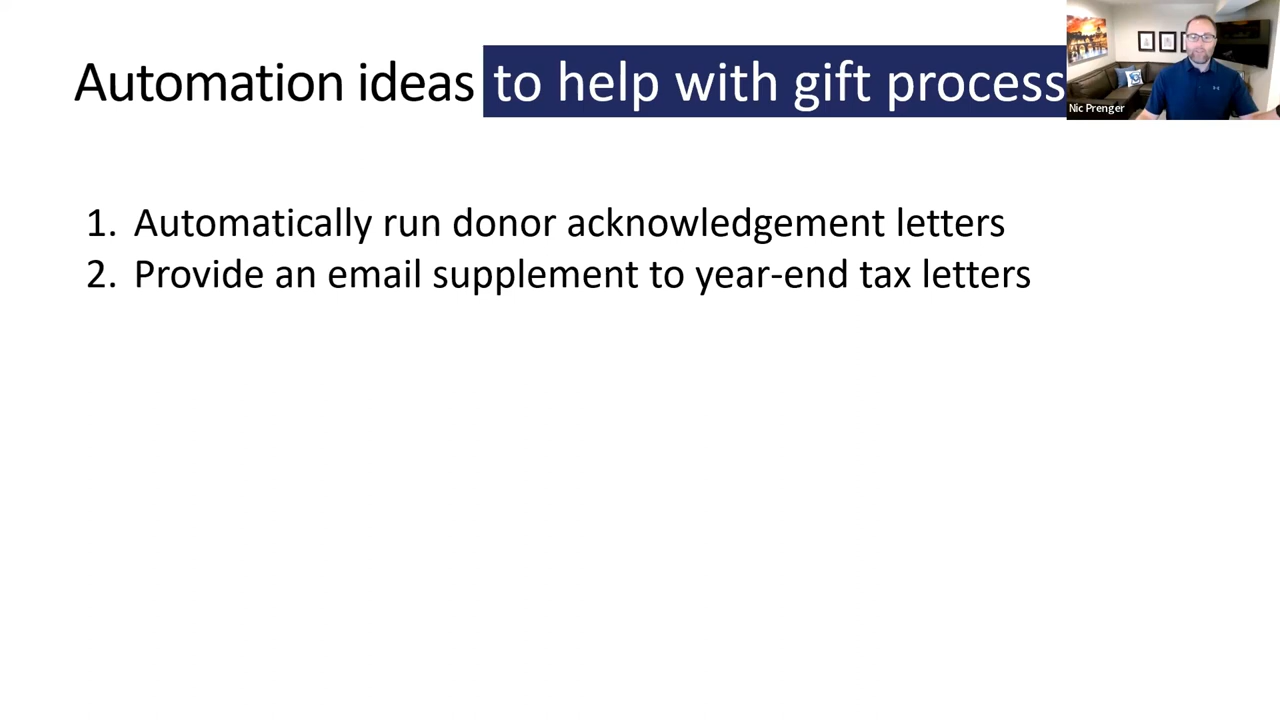 Automation ideas to help with gift process
Nic Prenger
1. Automatically run donor acknowledgement letters
2. Provide an email supplement to year-end tax letters